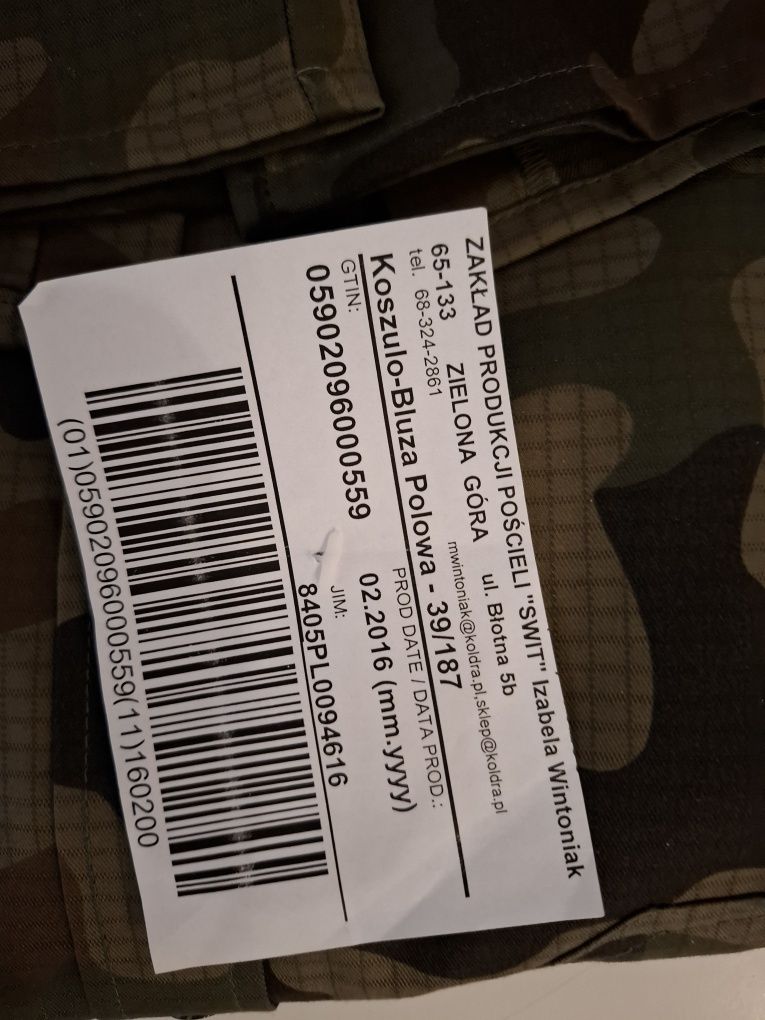 ZAKŁAD PRODUKCJI POŚCIELI "SWIT" Izabela Wintoniak
65-133 ZIELONA GÓRA ul. Błotna 5b
tel. 68-324-2861 mwintoniak@koldra.pl,sklep@koldra.pl
Koszulo-Bluza Polowa - 39/187
GTIN: PROD DATE / DATA PROD.:
05902096000559 02.2016 (mm.yyyy)
JIM:
8405PL0094616
(01)05902096000559(11)160200